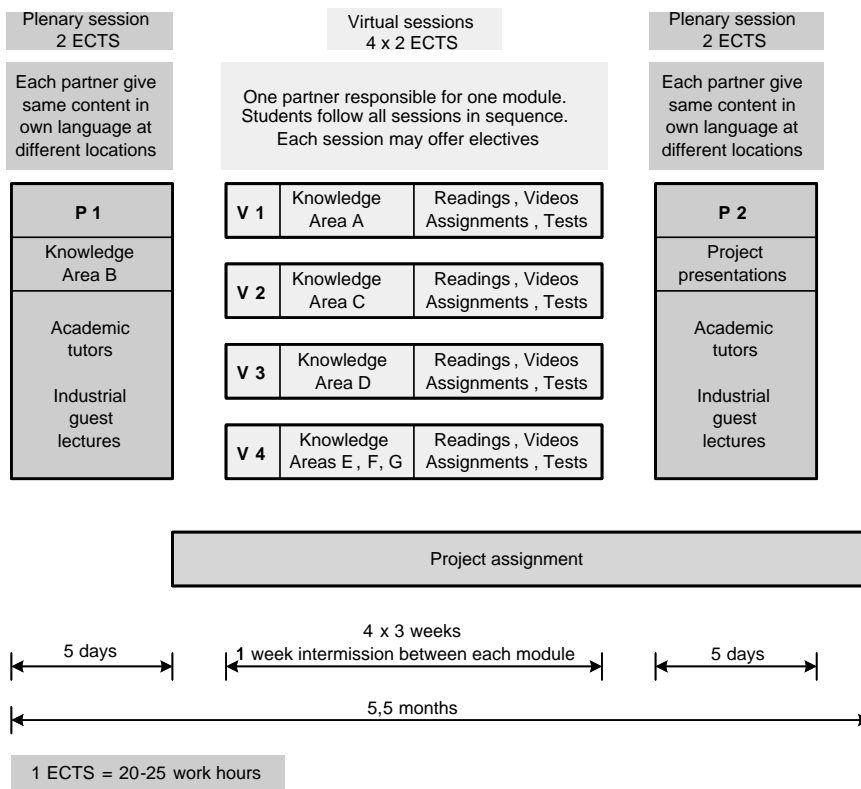 Plenary session
2 ECTS
Virtual sessions
4 x 2 ECTS
Plenary session
2 ECTS
Each partner give
same content in
own language at
different locations
One partner responsible for one module.
Students follow all sessions in sequence.
Each session may offer electives
Each partner give
same content in
own language at
different locations
P 1
Knowledge
Area B
Academic
tutors
Industrial
guest
lectures
V 1
Knowledge
Area A
Readings , Videos
Assignments , Tests
V 2
Knowledge
Area C
Readings , Videos
Assignments , Tests
V 3
Knowledge
Area D
Readings , Videos
Assignments , Tests
V 4
Knowledge
Areas E , F, G
Readings , Videos
Assignments , Tests
P 2
Project
presentations
Academic
tutors
Industrial
guest
lectures
Project assignment
5 days
4 x 3 weeks
1 week intermission between each module
5 days
5,5 months
1 ECTS = 20-25 work hours